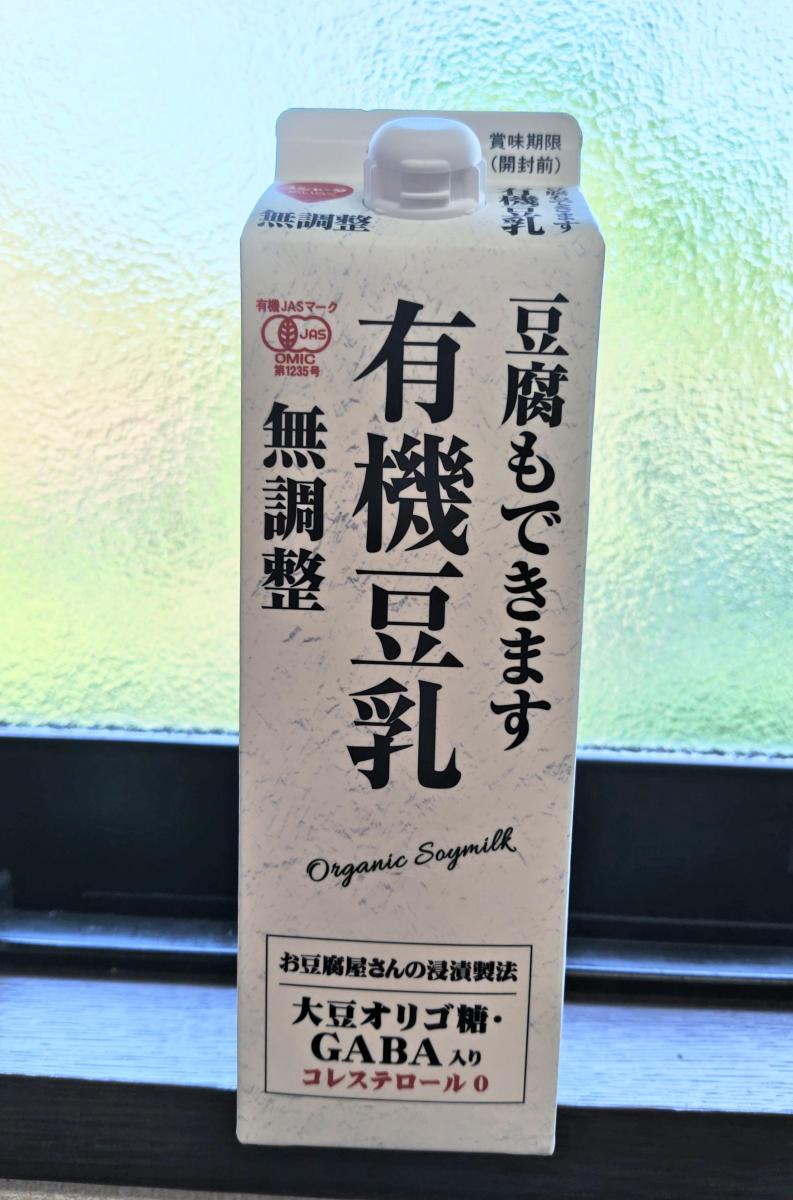 賞味期限
（開封前）
無調整
有機豆乳
豆腐もできます
有機JASマーク
JAS
OMIC
第1235号
豆腐もできます
有機豆乳
無調整
Organic Soymilk
お豆腐屋さんの浸漬製法
大豆オリゴ糖・
GABA入り
コレステロール0